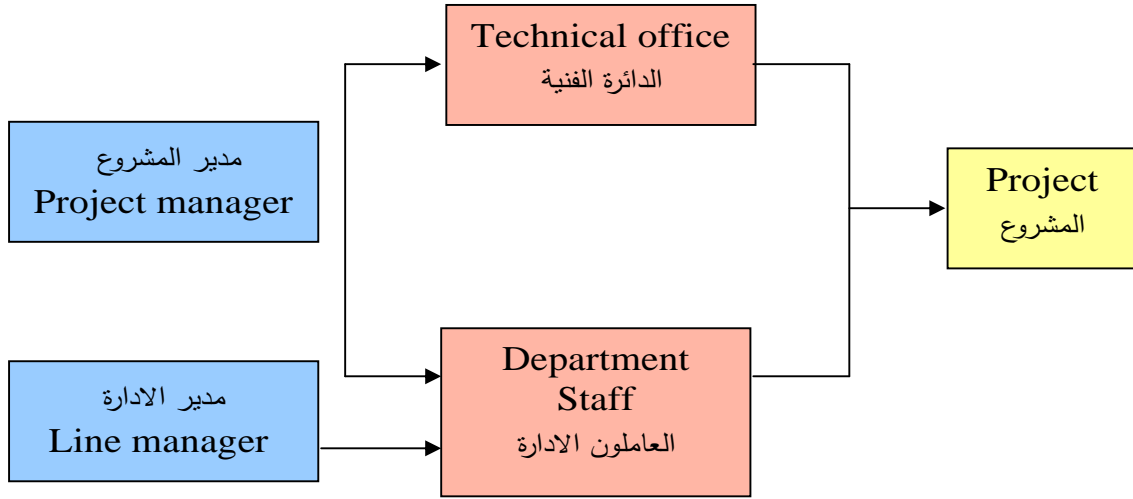 Technical office
الدائرة الفنية
مدير المشروع
Project manager
Project
المشروع
Department
Staff
العاملون الادارة
مدير الادارة
Line manager